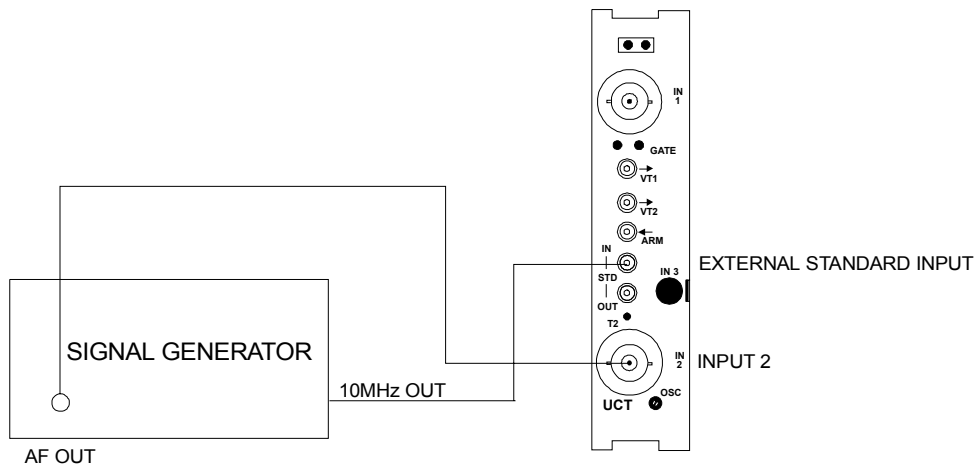 IN
1
GATE
VT1
VT2
ARM
IN
STD
OUT
IN 3
EXTERNAL STANDARD INPUT
T2
IN
2
INPUT 2
OSC
UCT
SIGNAL GENERATOR
10MHz OUT
AF OUT